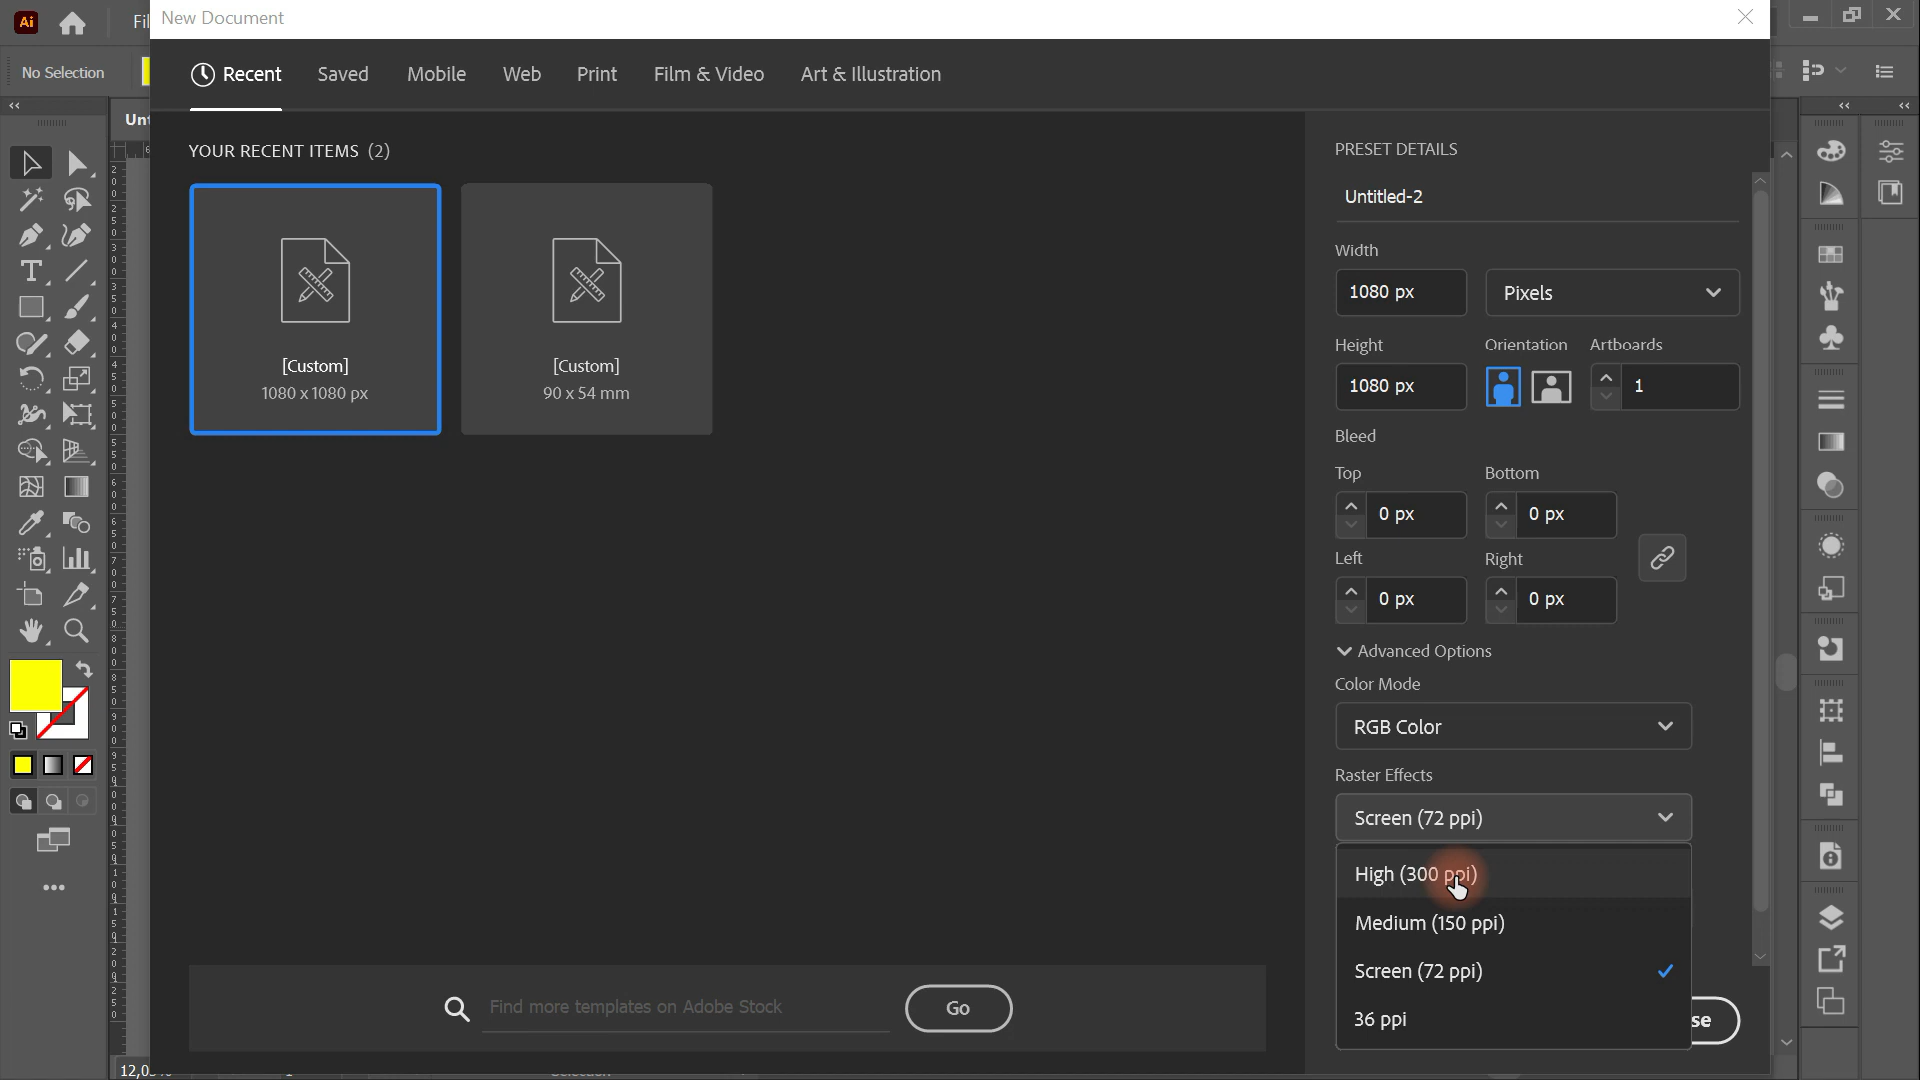 New Document
Ai
Fil
No Selection
Recent
Saved
Mobile
Web
Print
Film & Video
Art & Illustration
Unt
YOUR RECENT ITEMS (2)
[Custom]
1080 x 1080 px
[Custom]
90 x 54 mm
PRESET DETAILS
Untitled-2
Width
1080 px
Pixels
Height
Orientation
Artboards
1080 px
1
Bleed
Top
Bottom
0 px
0 px
Left
Right
0 px
0 px
Advanced Options
Color Mode
RGB Color
Raster Effects
Screen (72 ppi)
High (300 ppi)
Medium (150 ppi)
Screen (72 ppi)
36 ppi
Find more templates on Adobe Stock
Go
se